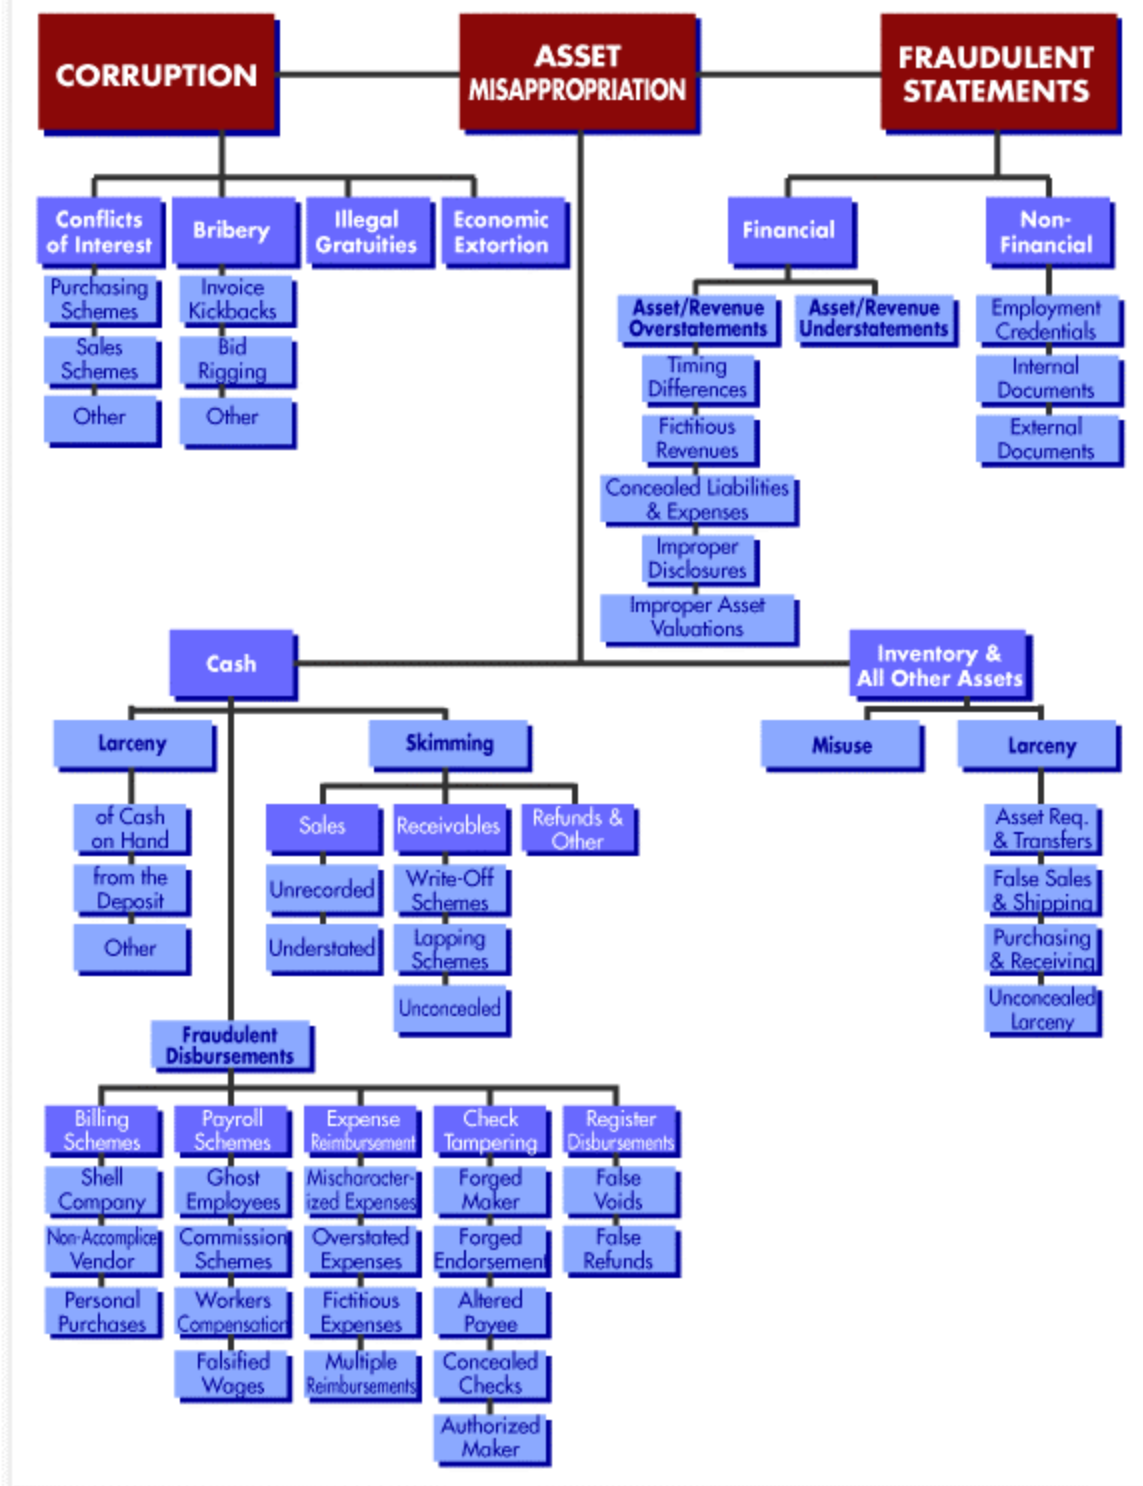 CORRUPTION
ASSET
MISAPPROPRIATION
FRAUDULENT
STATEMENTS
Conflicts
of Interest
Bribery
Illegal
Gratuities
Economic
Extortion
Financial
Non-
Financial
Purchasing
Schemes
Sales
Schemes
Other
Invoice
Kickbacks
Bid
Rigging
Other
Asset/Revenue
Overstatements
Asset/Revenue
Understatements
Timing
Differences
Fictitious
Revenues
Concealed Liabilities
& Expenses
Improper
Disclosures
Improper Asset
Valuations
Employment
Credentials
Internal
Documents
External
Documents
Cash
Inventory &
All Other Assets
Larceny
Skimming
Misuse
Larceny
of Cash
on Hand
from the
Deposit
Other
Sales
Unrecorded
Understated
Receivables
Write-Off
Schemes
Lapping
Schemes
Unconcealed
Refunds &
Other
Asset Req.
& Transfers
False Sales
& Shipping
Purchasing
& Receiving
Unconcealed
Larceny
Fraudulent
Disbursements
Billing
Schemes
Shell
Company
Non-Accomplice
Vendor
Personal
Purchases
Payroll
Schemes
Ghost
Employees
Commission
Schemes
Workers
Compensation
Falsified
Wages
Expense
Reimbursement
Mischaracter-
ized Expenses
Overstated
Expenses
Fictitious
Expenses
Multiple
Reimbursements
Check
Tampering
Forged
Maker
Forged
Endorsement
Altered
Payee
Concealed
Checks
Authorized
Maker
Register
Disbursements
False
Voids
False
Refunds